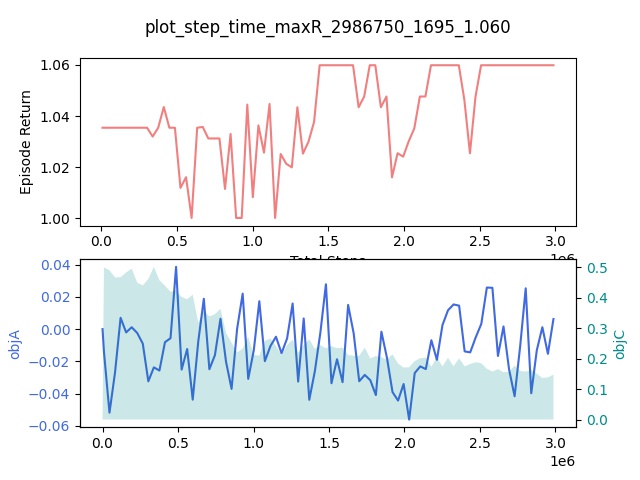 plot_step_time_maxR_2986750_1695_1.060
1.06
1.04
1.02
1.00
Episode Return
0.0 0.5 1.0 1.5 2.0 2.5 3.0
Total Steps
1e6
0.04
0.02
0.00
−0.02
−0.04
−0.06
objA
0.5
0.4
0.3
0.2
0.1
0.0
objC
0.0 0.5 1.0 1.5 2.0 2.5 3.0
1e6